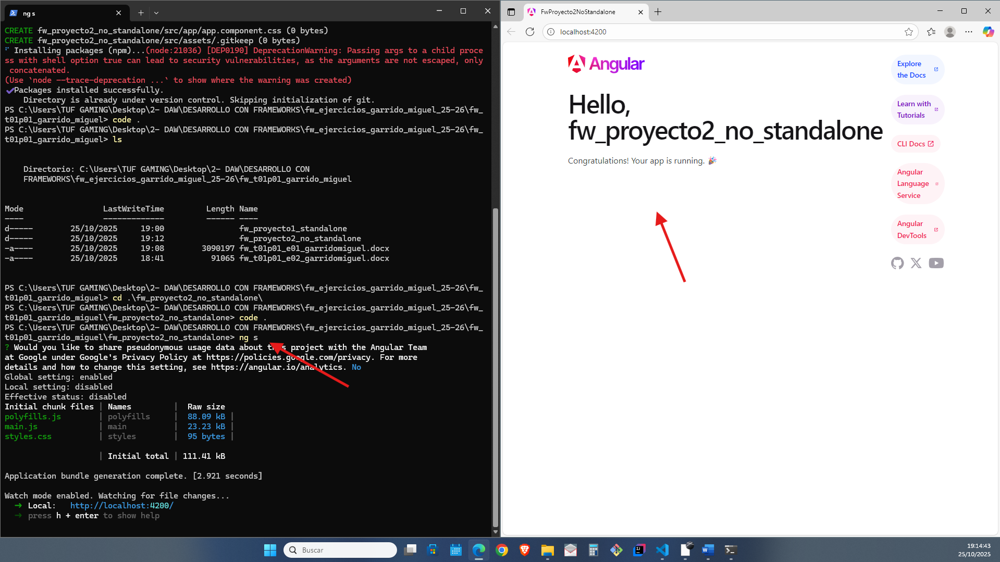 ng s
CREATE fw_proyecto2_no_standalone/src/app/app.component.css (0 bytes)
CREATE fw_proyecto2_no_standalone/src/assets/.gitkeep (0 bytes)
Installing packages (npm)...(node:21036) [DEP0190] DeprecationWarning: Passing args to a child proce
ss with shell option true can lead to security vulnerabilities, as the arguments are not escaped, only
concatenated.
(Use `node --trace-deprecation ...` to show where the warning was created)
✔Packages installed successfully.
Directory is already under version control. Skipping initialization of git.
PS C:\Users\TUF GAMING\Desktop\2- DAW\DESARROLLO CON FRAMEWORKS\fw_ejercicios_garrido_miguel_25-26\fw_
t01p01_garrido_miguel> code .
PS C:\Users\TUF GAMING\Desktop\2- DAW\DESARROLLO CON FRAMEWORKS\fw_ejercicios_garrido_miguel_25-26\fw_
t01p01_garrido_miguel> ls
Directorio: C:\Users\TUF GAMING\Desktop\2- DAW\DESARROLLO CON
FRAMEWORKS\fw_ejercicios_garrido_miguel_25-26\fw_t01p01_garrido_miguel
Mode LastWriteTime Length Name
---- ------------- ------ ----
d----- 25/10/2025 19:00 fw_proyecto1_standalone
d----- 25/10/2025 19:12 fw_proyecto2_no_standalone
-a---- 25/10/2025 19:08 3090197 fw_t01p01_e01_garridomiguel.docx
-a---- 25/10/2025 18:41 91065 fw_t01p01_e02_garridomiguel.docx
PS C:\Users\TUF GAMING\Desktop\2- DAW\DESARROLLO CON FRAMEWORKS\fw_ejercicios_garrido_miguel_25-26\fw_
t01p01_garrido_miguel> cd .\fw_proyecto2_no_standalone\
PS C:\Users\TUF GAMING\Desktop\2- DAW\DESARROLLO CON FRAMEWORKS\fw_ejercicios_garrido_miguel_25-26\fw_
t01p01_garrido_miguel\fw_proyecto2_no_standalone> code .
PS C:\Users\TUF GAMING\Desktop\2- DAW\DESARROLLO CON FRAMEWORKS\fw_ejercicios_garrido_miguel_25-26\fw_
t01p01_garrido_miguel\fw_proyecto2_no_standalone> ng s
? Would you like to share pseudonymous usage data about this project with the Angular Team
at Google under Google's Privacy Policy at https://policies.google.com/privacy. For more
details and how to change this setting, see https://angular.io/analytics. No
Global setting: enabled
Local setting: disabled
Effective status: disabled
Initial chunk files | Names | Raw size
polyfills.js | polyfills | 88.09 kB |
main.js | main | 23.23 kB |
styles.css | styles | 95 bytes |
| Initial total | 111.41 kB
Application bundle generation complete. [2.921 seconds]
Watch mode enabled. Watching for file changes...
➜ Local: http://localhost:4200/
➜ press h + enter to show help
FwProyecto2NoStandalone
localhost:4200
Angular
Hello,
fw_proyecto2_no_standalone
Congratulations! Your app is running. 🎉
Explore
the Docs
Learn with
Tutorials
CLI Docs
Angular
Language
Service
Angular
DevTools
Buscar
19:14:43
25/10/2025